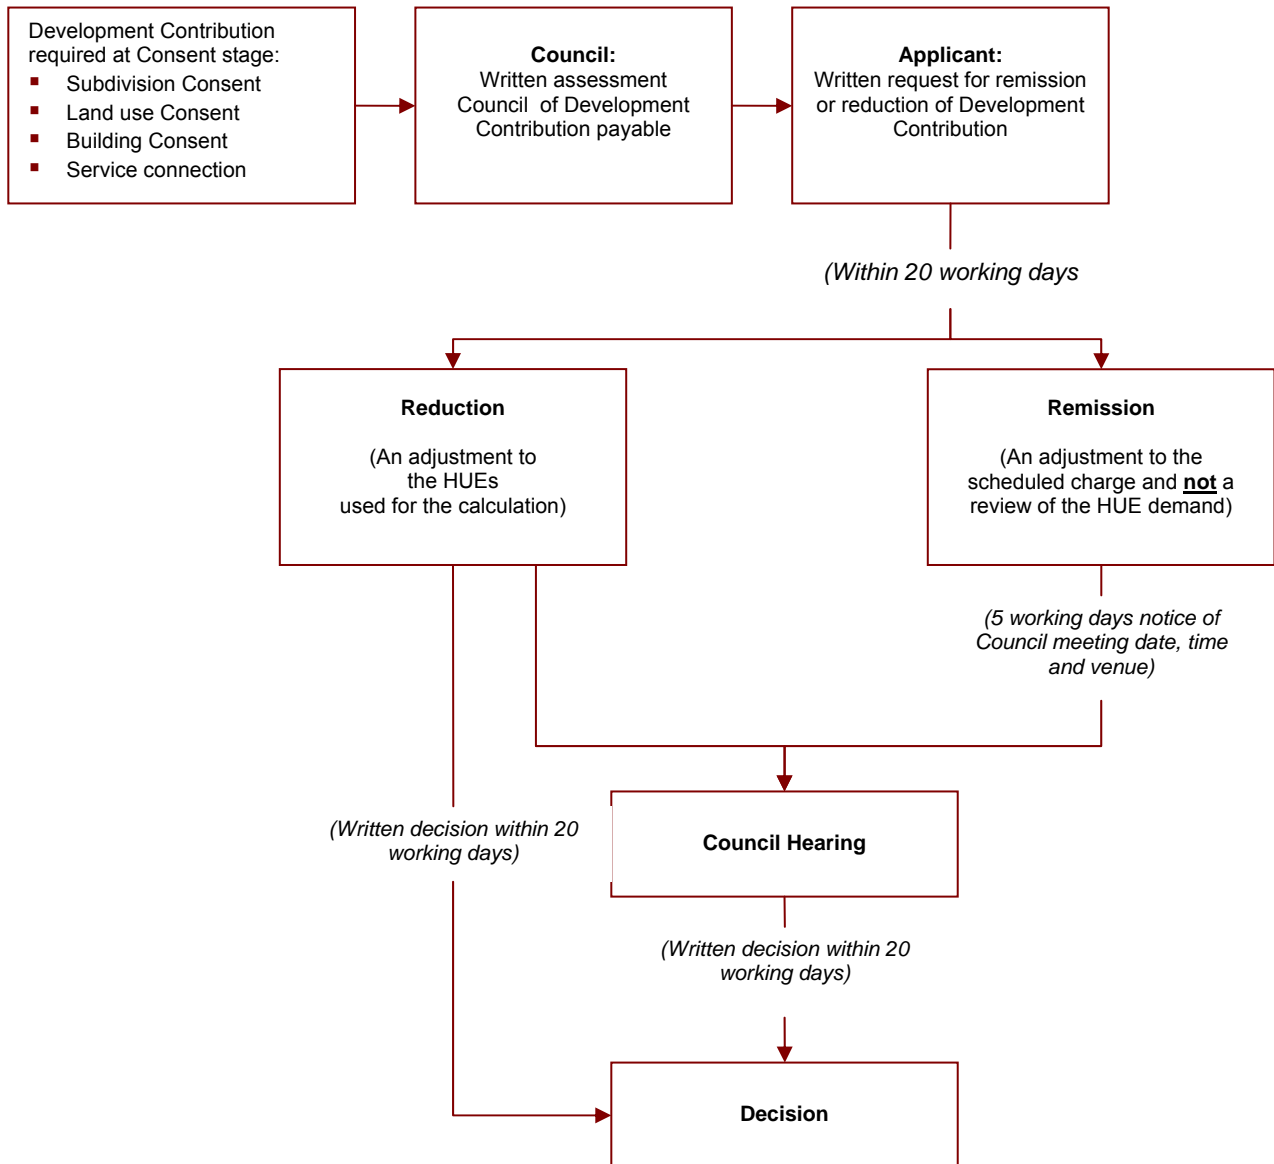 Development Contribution
required at Consent stage:
▪ Subdivision Consent
▪ Land use Consent
▪ Building Consent
▪ Service connection
Council:
Written assessment
Council of Development
Contribution payable
Applicant:
Written request for remission
or reduction of Development
Contribution
(Within 20 working days
Reduction
(An adjustment to
the HUEs
used for the calculation)
Remission
(An adjustment to the
scheduled charge and not a
review of the HUE demand)
(5 working days notice of
Council meeting date, time
and venue)
(Written decision within 20
working days)
Council Hearing
(Written decision within 20
working days)
Decision